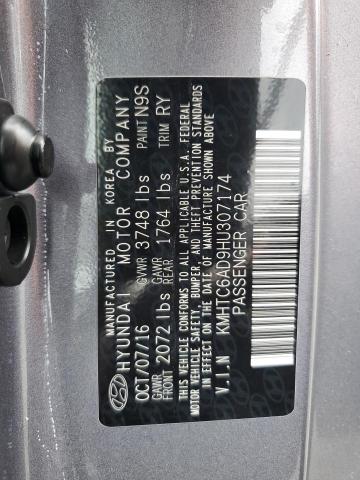 MANUFACTURED IN KOREA BY
HYUNDAI MOTOR COMPANY
OCT/07/16 GVWR 3748 lbs PAINT N9S
GAWR FRONT 2072 lbs GAWR REAR 1764 lbs TRIM RY
THIS VEHICLE CONFORMS TO ALL APPLICABLE U.S.A. FEDERAL
MOTOR VEHICLE SAFETY, BUMPER, AND THEFT PREVENTION STANDARDS
IN EFFECT ON THE DATE OF MANUFACTURE SHOWN ABOVE
V.I.N KMHTC6AD9HU307174
PASSENGER CAR